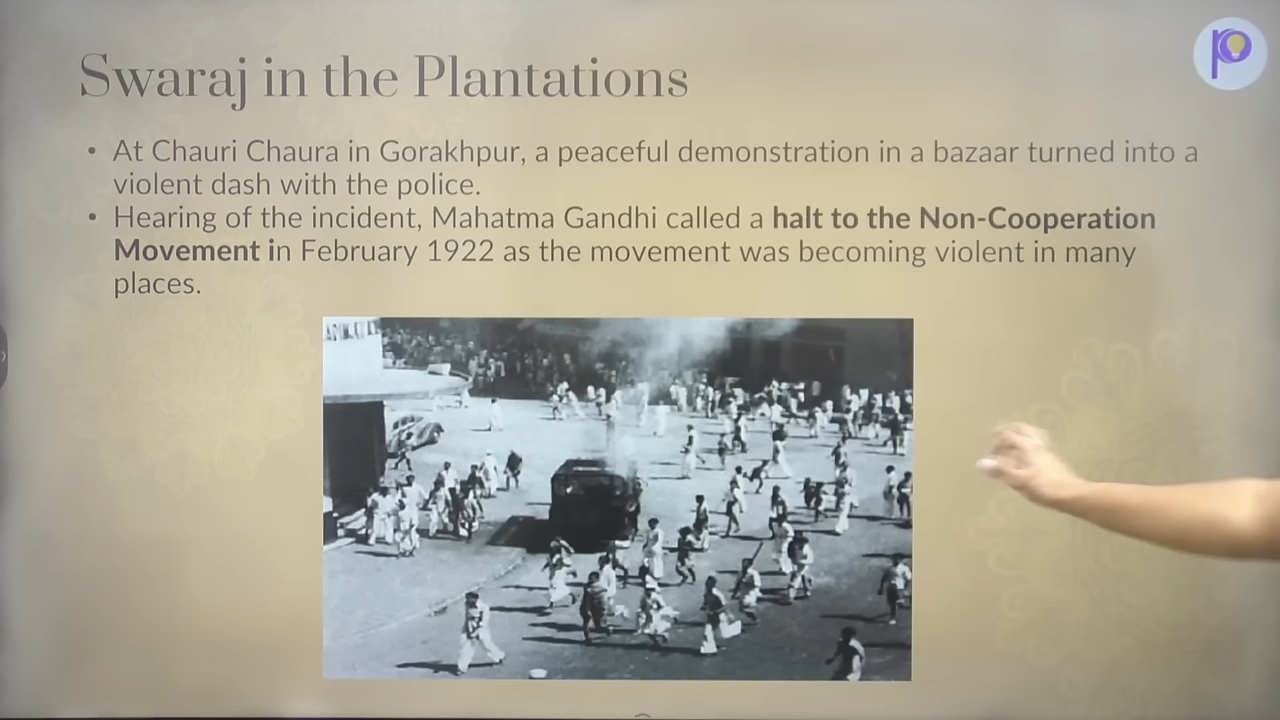 Swaraj in the Plantations
• At Chauri Chaura in Gorakhpur, a peaceful demonstration in a bazaar turned into a
violent dash with the police.
• Hearing of the incident, Mahatma Gandhi called a halt to the Non-Cooperation
Movement in February 1922 as the movement was becoming violent in many
places.